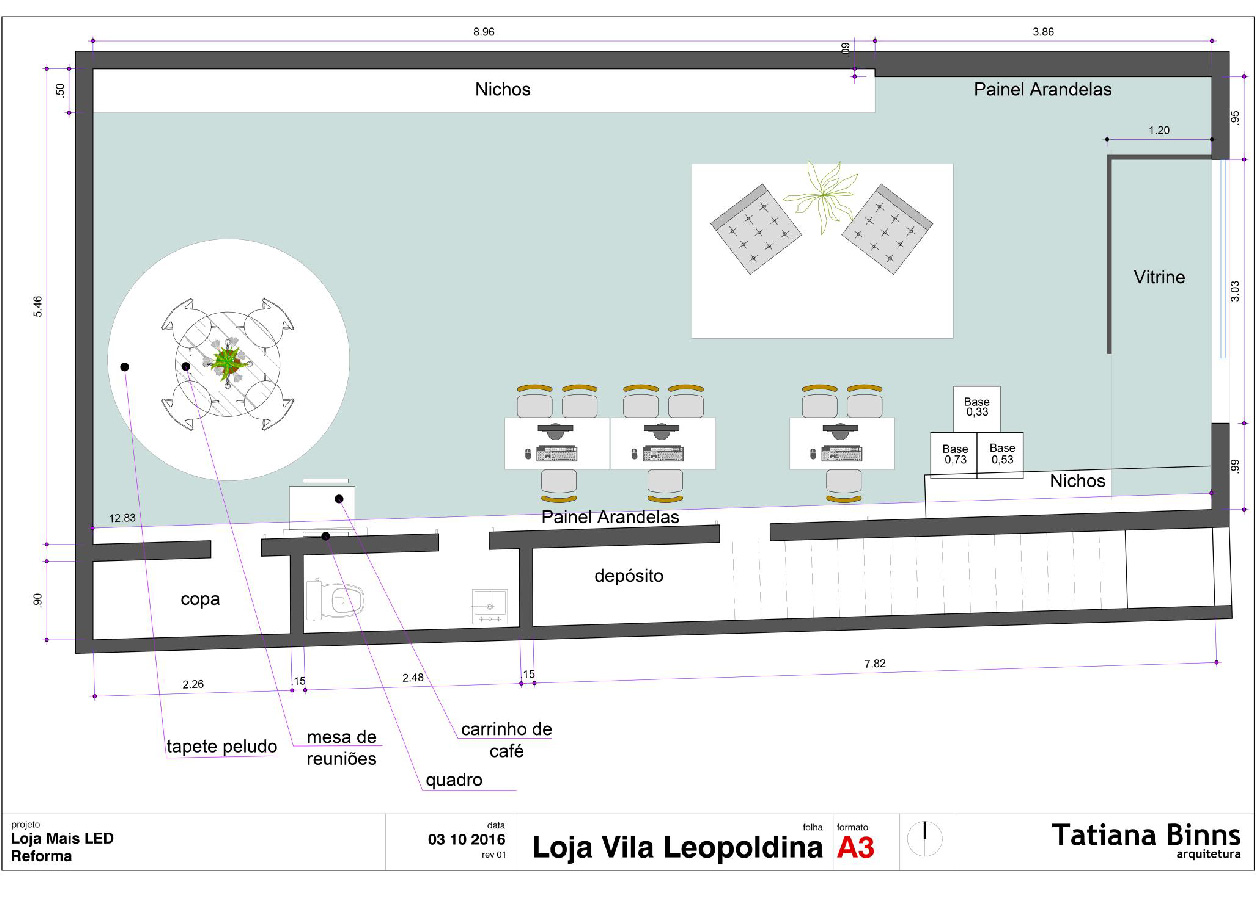 8.96
3.86
.09
.50
Nichos
Painel Arandelas
.95
1.20
Vitrine
3.03
5.46
Base
0,33
Base
0,73
Base
0,53
.99
Nichos
12.83
Painel Arandelas
depósito
copa
.90
7.82
2.26
.15
2.48
.15
carrinho de
café
mesa de
reuniões
tapete peludo
quadro
projeto
Loja Mais LED
Reforma
data
03 10 2016
rev 01
folha
Loja Vila Leopoldina
formato
A3
Tatiana Binns
arquitetura